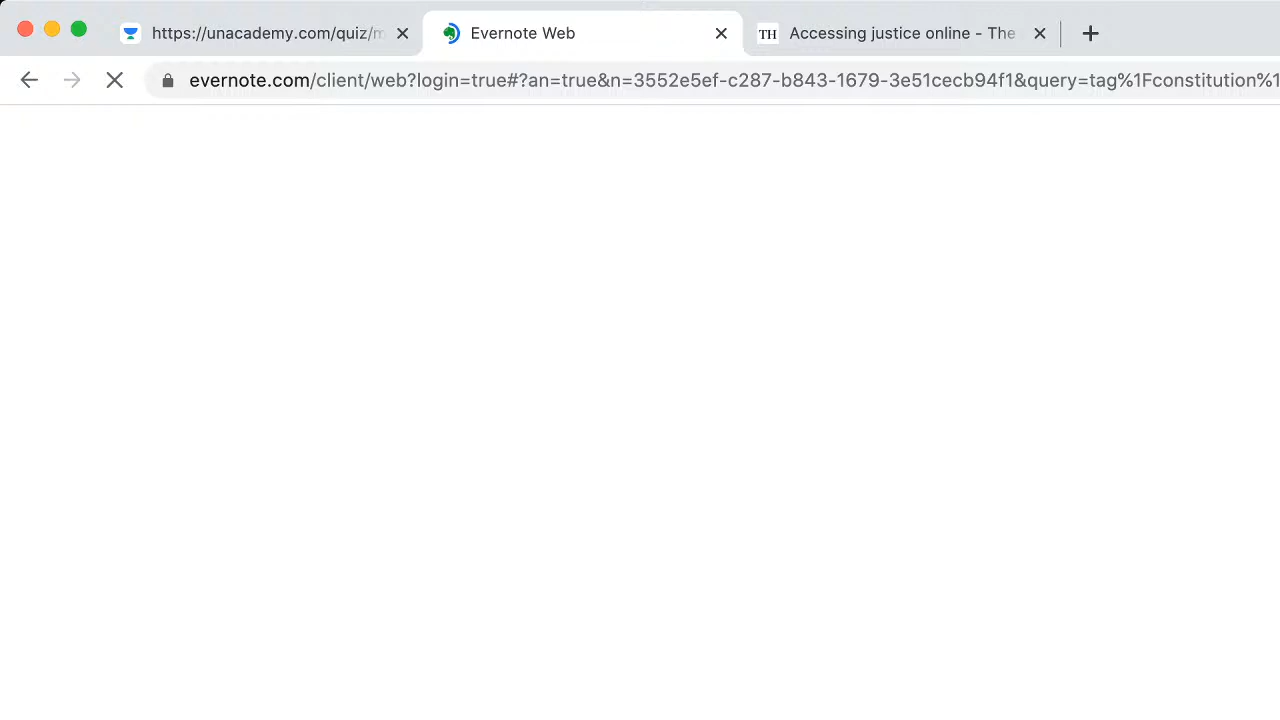 https://unacademy.com/quiz/m
Evernote Web
TH Accessing justice online - The
evernote.com/client/web?login=true#?an=true&n=3552e5ef-c287-b843-1679-3e51cecb94f1&query=tag%1Fconstitution%1